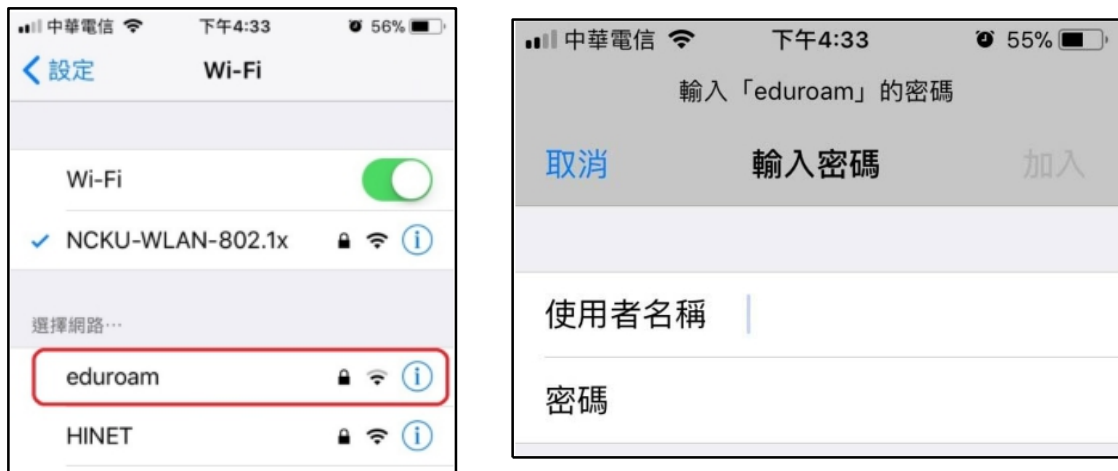 中華電信 下午4:33 56%
設定 Wi-Fi
Wi-Fi
NCKU-WLAN-802.1x
選擇網路…
eduroam
HINET
中華電信 下午4:33 55%
輸入「eduroam」的密碼
取消 輸入密碼 加入
使用者名稱
密碼